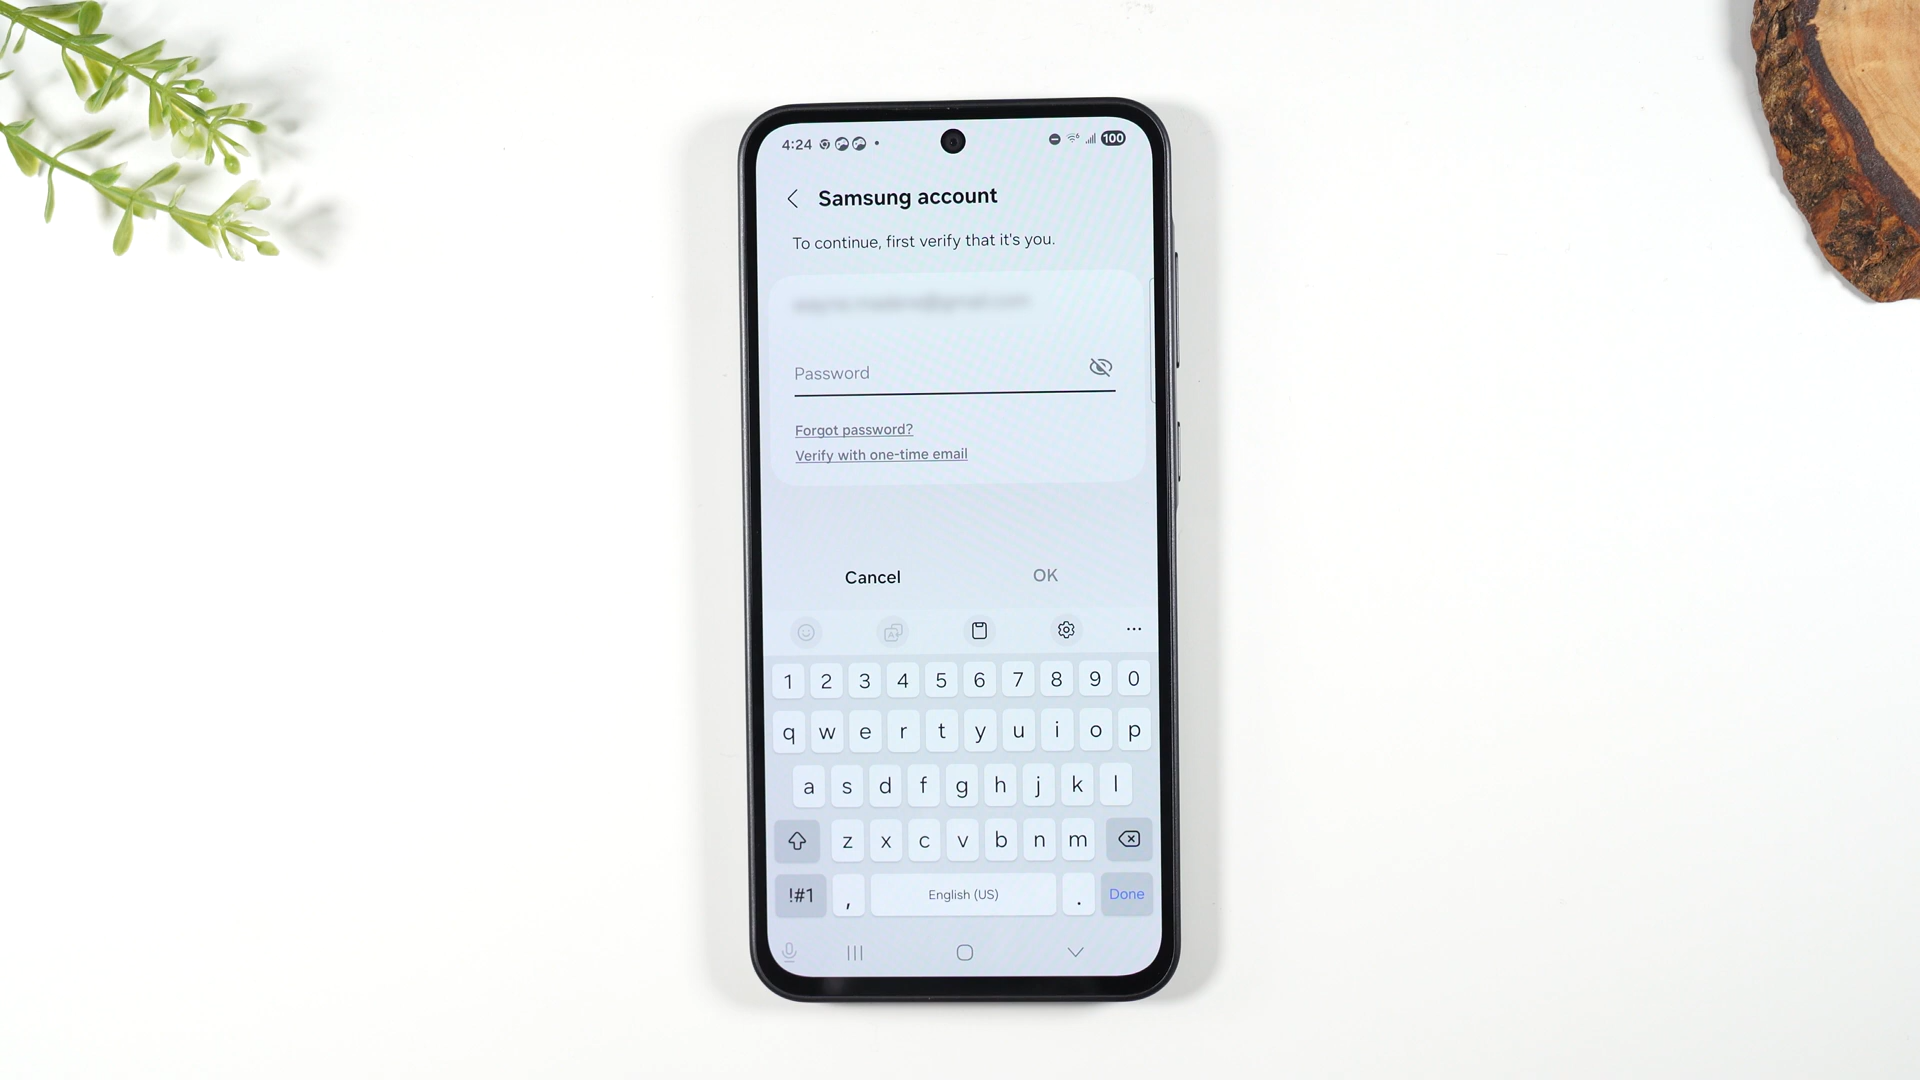 4:24
100
Samsung account
To continue, first verify that it's you.
Password
Forgot password?
Verify with one-time email
Cancel OK
1 2 3 4 5 6 7 8 9 0
q w e r t y u i o p
a s d f g h j k l
z x c v b n m
!#1 , English (US) . Done